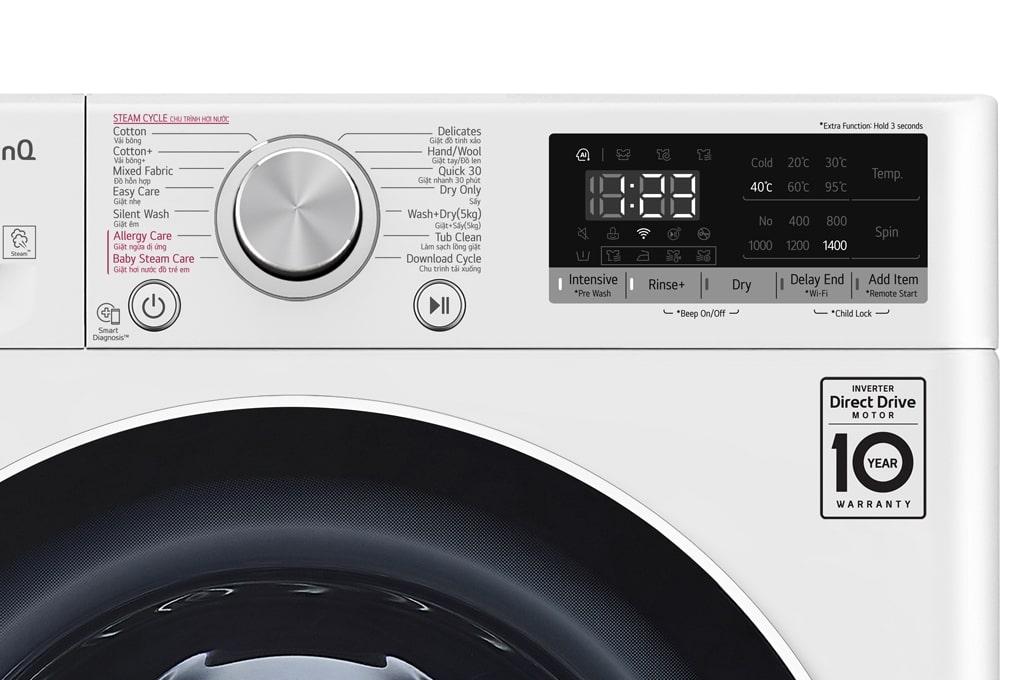 nQ
Steam™
STEAM CYCLE CHU TRÌNH HƠI NƯỚC
Cotton
Vải bông
Cotton+
Vải bông+
Mixed Fabric
Đồ hỗn hợp
Easy Care
Giặt nhẹ
Silent Wash
Giặt êm
Allergy Care
Giặt ngừa dị ứng
Baby Steam Care
Giặt hơi nước đồ trẻ em
Smart
Diagnosis™
Delicates
Giặt đồ tinh xảo
Hand/Wool
Giặt tay/Đồ len
Quick 30
Giặt nhanh 30 phút
Dry Only
Sấy
Wash+Dry(5kg)
Giặt+Sấy(5kg)
Tub Clean
Làm sạch lồng giặt
Download Cycle
Chu trình tải xuống
*Extra Function: Hold 3 seconds
AI
1:23
Cold 20℃ 30℃
40℃ 60℃ 95℃
Temp.
No 400 800
1000 1200 1400
Spin
Intensive
*Pre Wash
Rinse+
Dry
Delay End
*Wi-Fi
Add Item
*Remote Start
*Beep On/Off
*Child Lock
INVERTER
Direct Drive
MOTOR
10 YEAR
WARRANTY